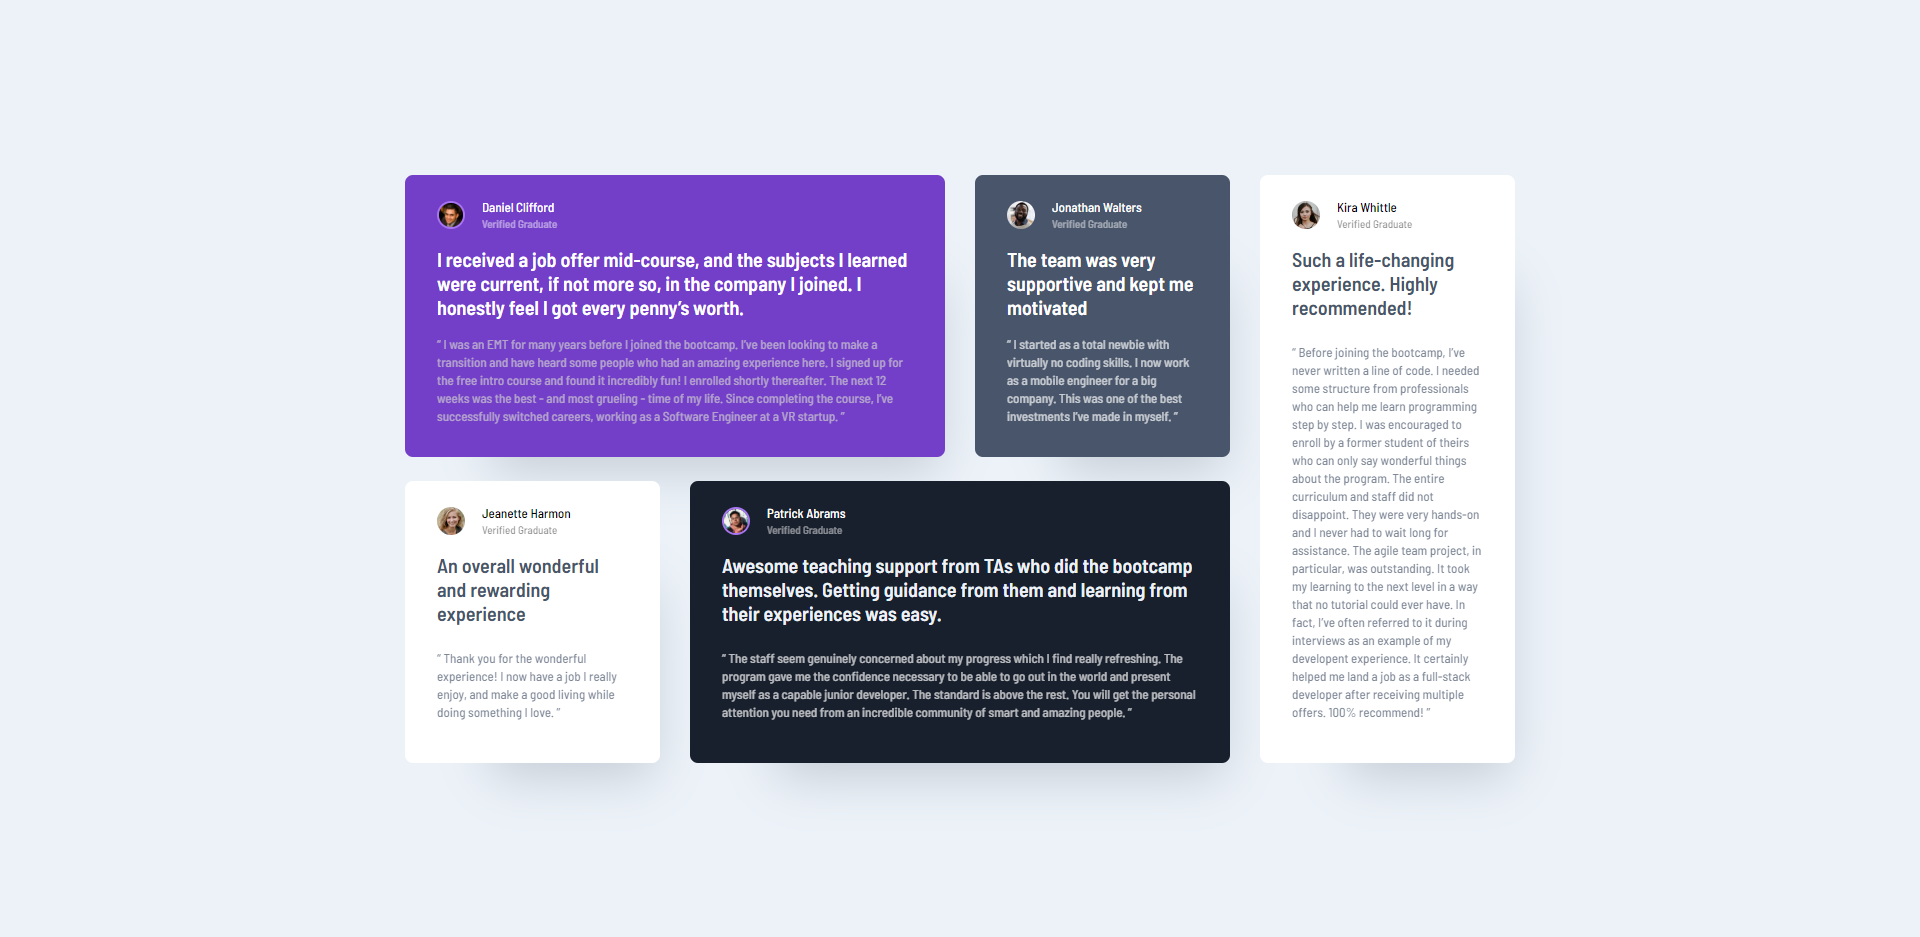 Daniel Clifford
Verified Graduate
I received a job offer mid-course, and the subjects I learned
were current, if not more so, in the company I joined. I
honestly feel I got every penny’s worth.
“ I was an EMT for many years before I joined the bootcamp. I’ve been looking to make a
transition and have heard some people who had an amazing experience here. I signed up for
the free intro course and found it incredibly fun! I enrolled shortly thereafter. The next 12
weeks was the best - and most grueling - time of my life. Since completing the course, I’ve
successfully switched careers, working as a Software Engineer at a VR startup. ”
Jonathan Walters
Verified Graduate
The team was very
supportive and kept me
motivated
“ I started as a total newbie with
virtually no coding skills. I now work
as a mobile engineer for a big
company. This was one of the best
investments I’ve made in myself. ”
Kira Whittle
Verified Graduate
Such a life-changing
experience. Highly
recommended!
“ Before joining the bootcamp, I’ve
never written a line of code. I needed
some structure from professionals
who can help me learn programming
step by step. I was encouraged to
enroll by a former student of theirs
who can only say wonderful things
about the program. The entire
curriculum and staff did not
disappoint. They were very hands-on
and I never had to wait long for
assistance. The agile team project, in
particular, was outstanding. It took
my learning to the next level in a way
that no tutorial could ever have. In
fact, I’ve often referred to it during
interviews as an example of my
developent experience. It certainly
helped me land a job as a full-stack
developer after receiving multiple
offers. 100% recommend! ”
Jeanette Harmon
Verified Graduate
An overall wonderful
and rewarding
experience
“ Thank you for the wonderful
experience! I now have a job I really
enjoy, and make a good living while
doing something I love. ”
Patrick Abrams
Verified Graduate
Awesome teaching support from TAs who did the bootcamp
themselves. Getting guidance from them and learning from
their experiences was easy.
“ The staff seem genuinely concerned about my progress which I find really refreshing. The
program gave me the confidence necessary to be able to go out in the world and present
myself as a capable junior developer. The standard is above the rest. You will get the personal
attention you need from an incredible community of smart and amazing people. ”